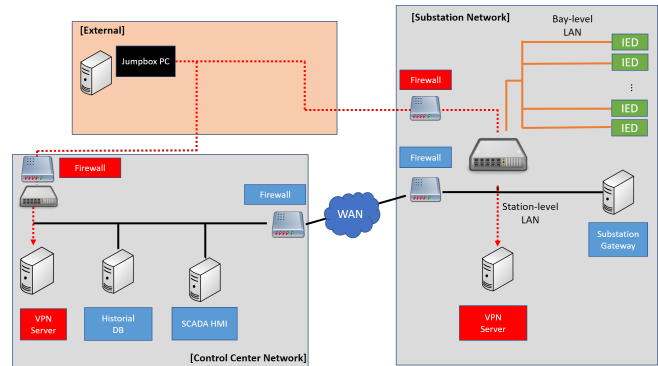 [External]
Jumpbox PC
[Substation Network]
Bay-level
LAN
IED
IED
⋮
IED
IED
Firewall
Firewall
Firewall
Firewall
WAN
Station-level
LAN
Substation
Gateway
VPN
Server
VPN
Server
Historial
DB
SCADA HMI
[Control Center Network]